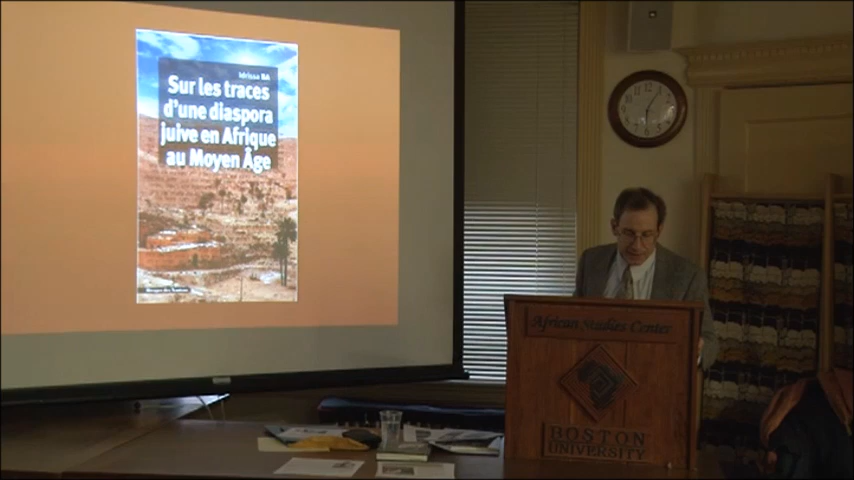 Idrissa BA
Sur les traces
d'une diaspora
juive en Afrique
au Moyen Âge
African Studies Center
BOSTON
UNIVERSITY